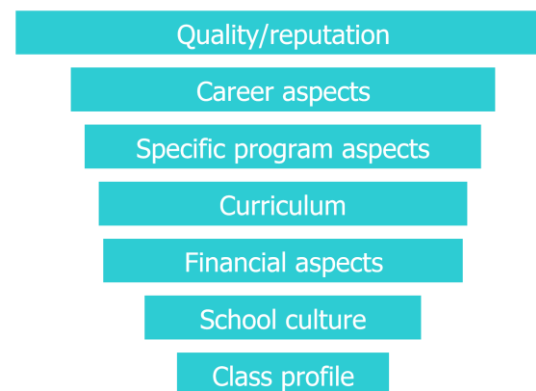 Quality/reputation
Career aspects
Specific program aspects
Curriculum
Financial aspects
School culture
Class profile